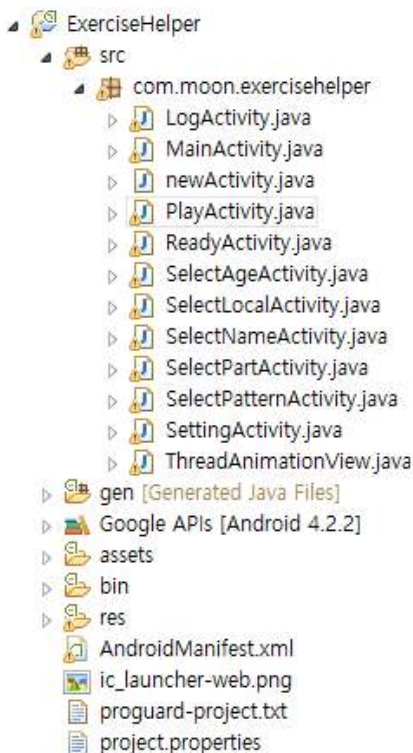 ExerciseHelper
src
com.moon.exercisehelper
LogActivity.java
MainActivity.java
newActivity.java
PlayActivity.java
ReadyActivity.java
SelectAgeActivity.java
SelectLocalActivity.java
SelectNameActivity.java
SelectPartActivity.java
SelectPatternActivity.java
SettingActivity.java
ThreadAnimationView.java
gen [Generated Java Files]
Google APIs [Android 4.2.2]
assets
bin
res
AndroidManifest.xml
ic_launcher-web.png
proguard-project.txt
project.properties